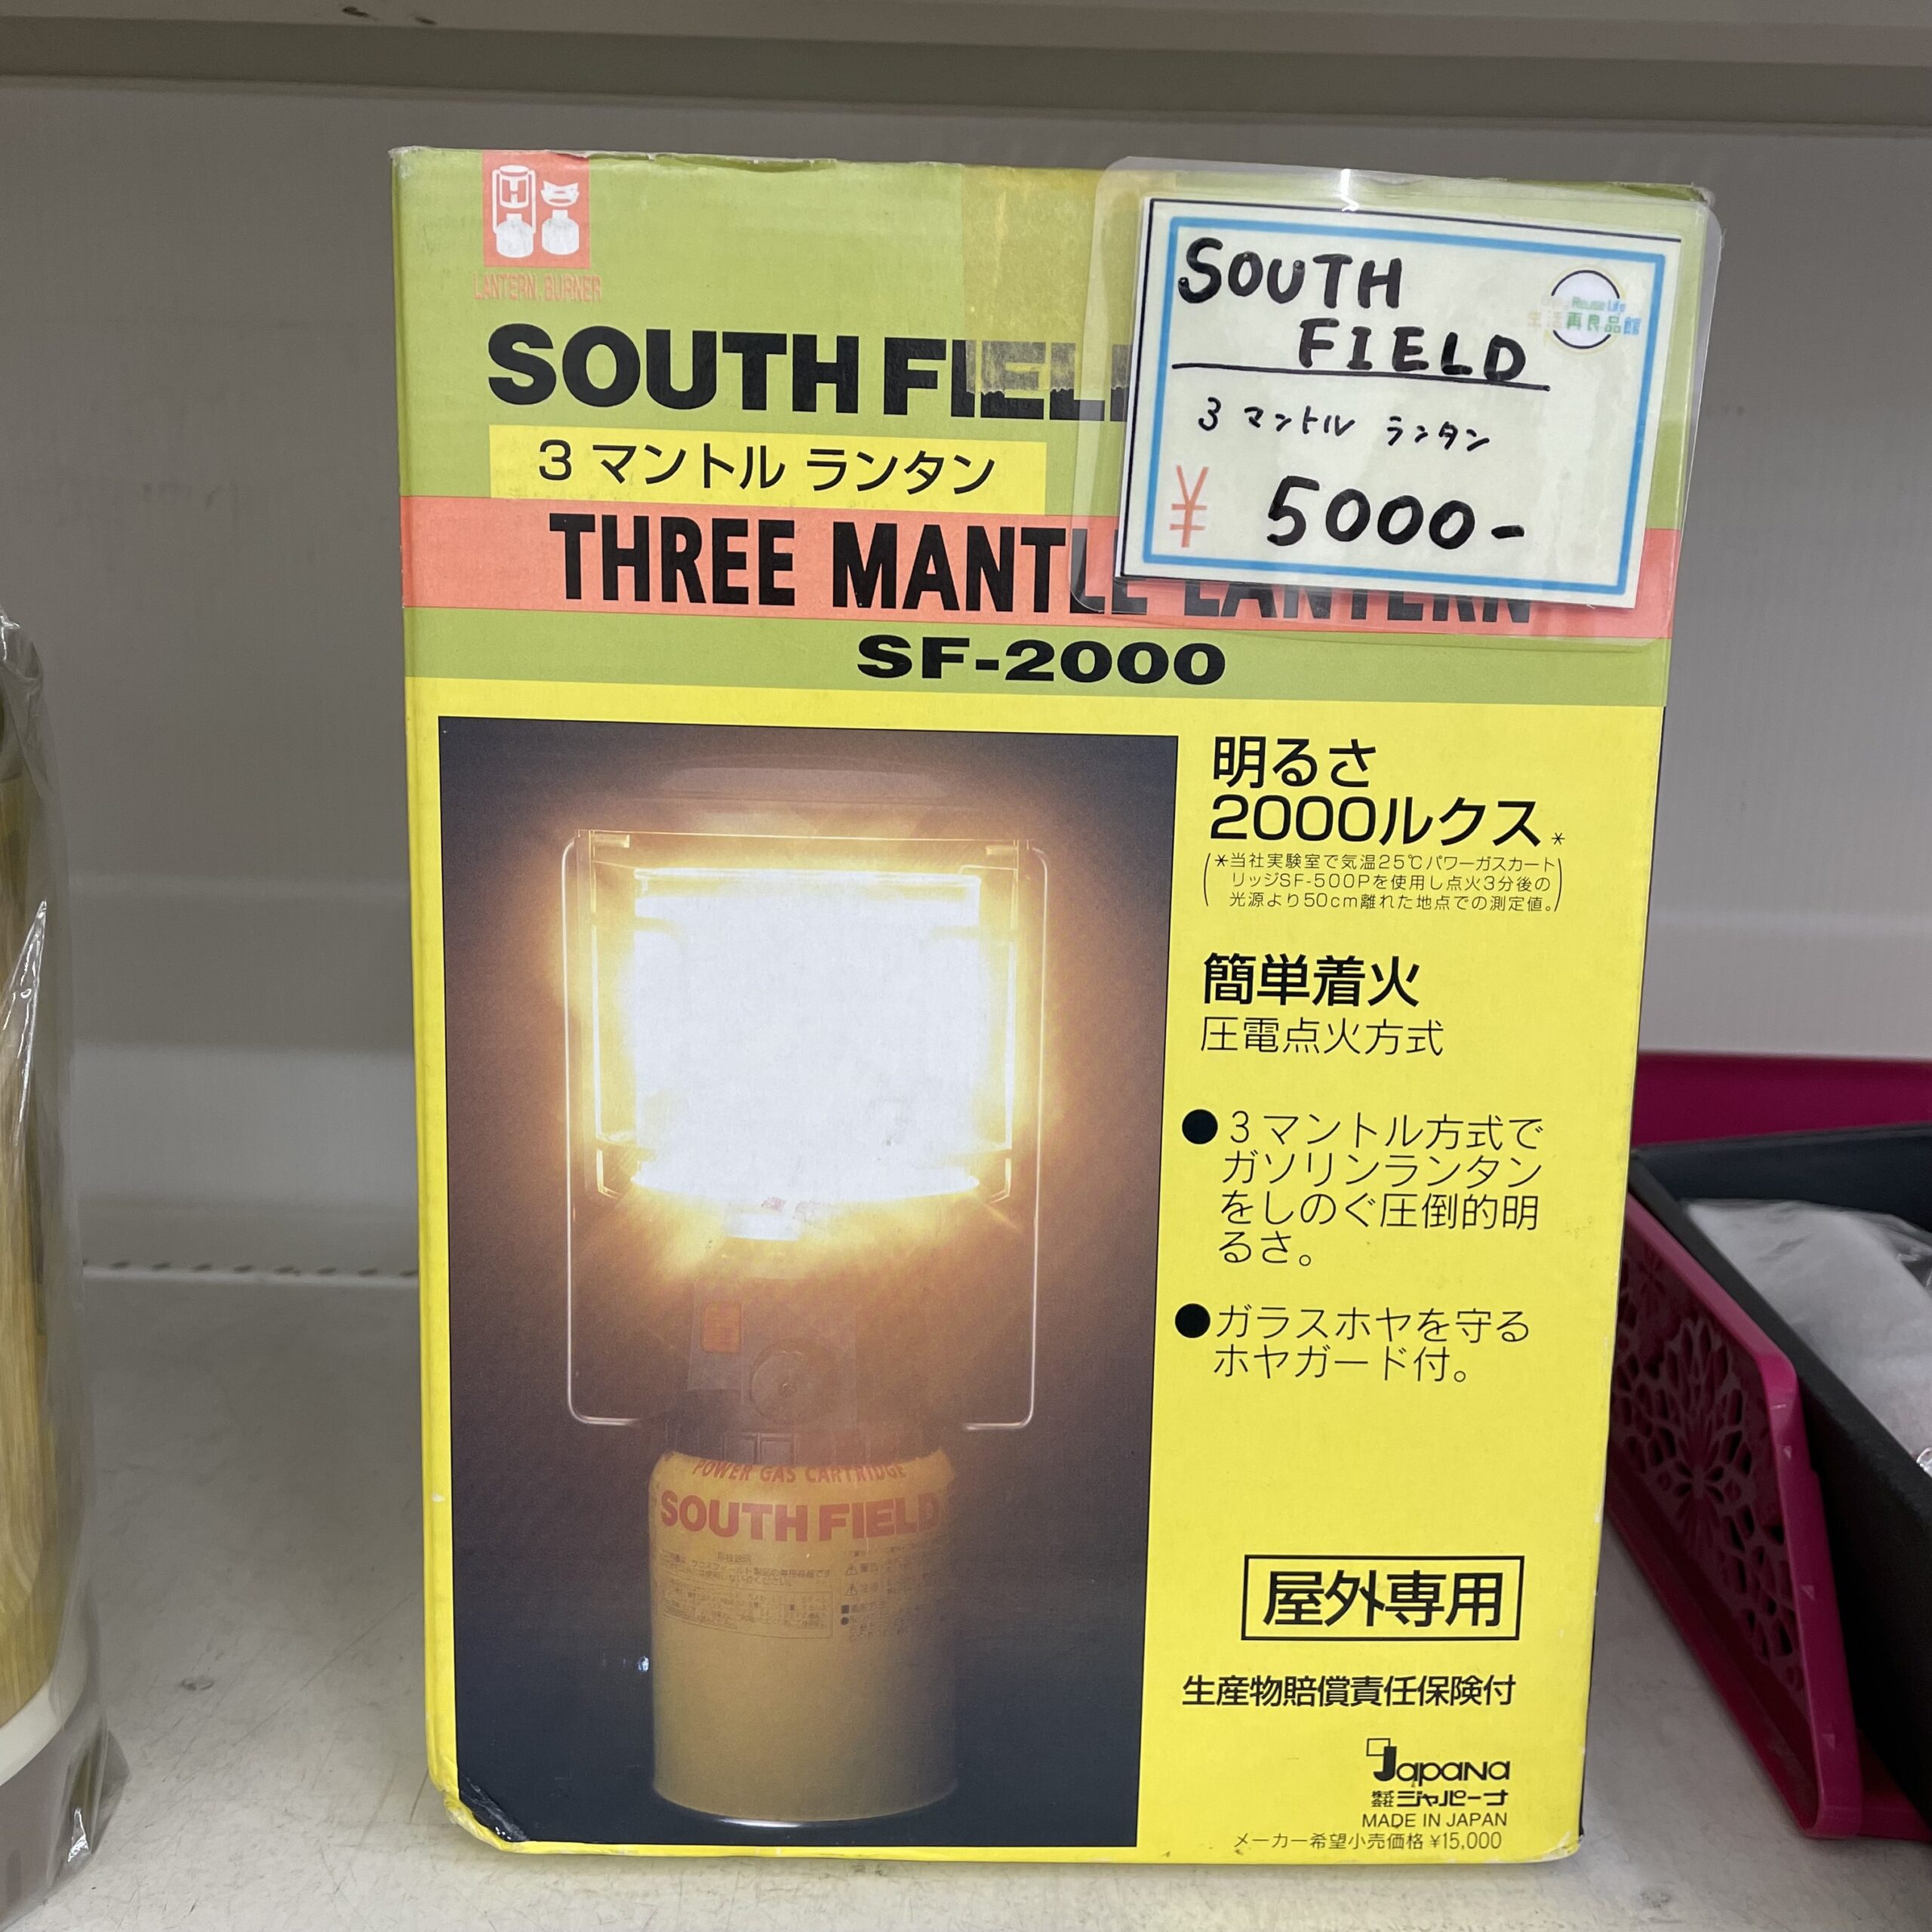 LANTERN, BURNER
SOUTH FIEL
3 マントル ランタン
THREE MANTLE LANTERN
SF-2000
SOUTH
FIELD
3 マントル ランタン
¥ 5000-
Reuse Life
生活再良品館
明るさ
2000ルクス*
(*当社実験室で気温25℃パワーガスカート
リッジSF-500Pを使用し点火3分後の
光源より50cm離れた地点での測定値。)
簡単着火
圧電点火方式
●3マントル方式で
ガソリンランタン
をしのぐ圧倒的明
るさ。
●ガラスホヤを守る
ホヤガード付。
POWER GAS CARTRIDGE
SOUTH FIELD
屋外専用
生産物賠償責任保険付
Japana
株式会社ジャパーナ
MADE IN JAPAN
メーカー希望小売価格 ¥15,000